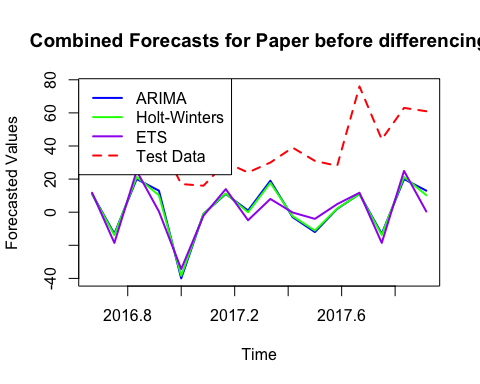 Combined Forecasts for Paper before differencing
80
60
40
20
0
-40
Forecasted Values
ARIMA
Holt-Winters
ETS
Test Data
2016.8
2017.2
2017.6
Time